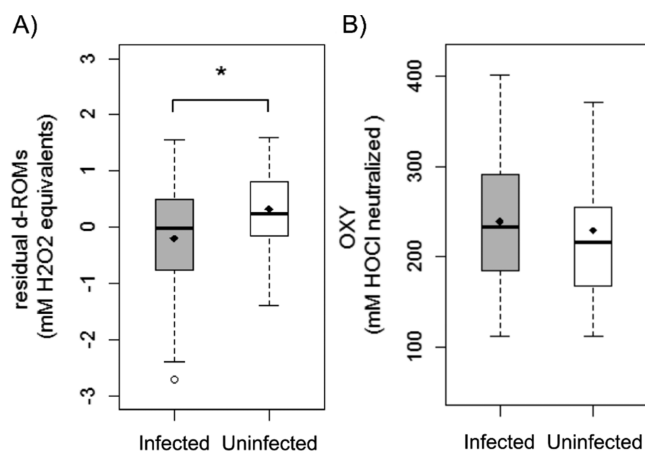 A)
B)
residual d-ROMs
(mM H2O2 equivalents)
3
2
1
0
-1
-2
-3
*
Infected Uninfected
OXY
(mM HOCl neutralized )
400
300
200
100
Infected Uninfected